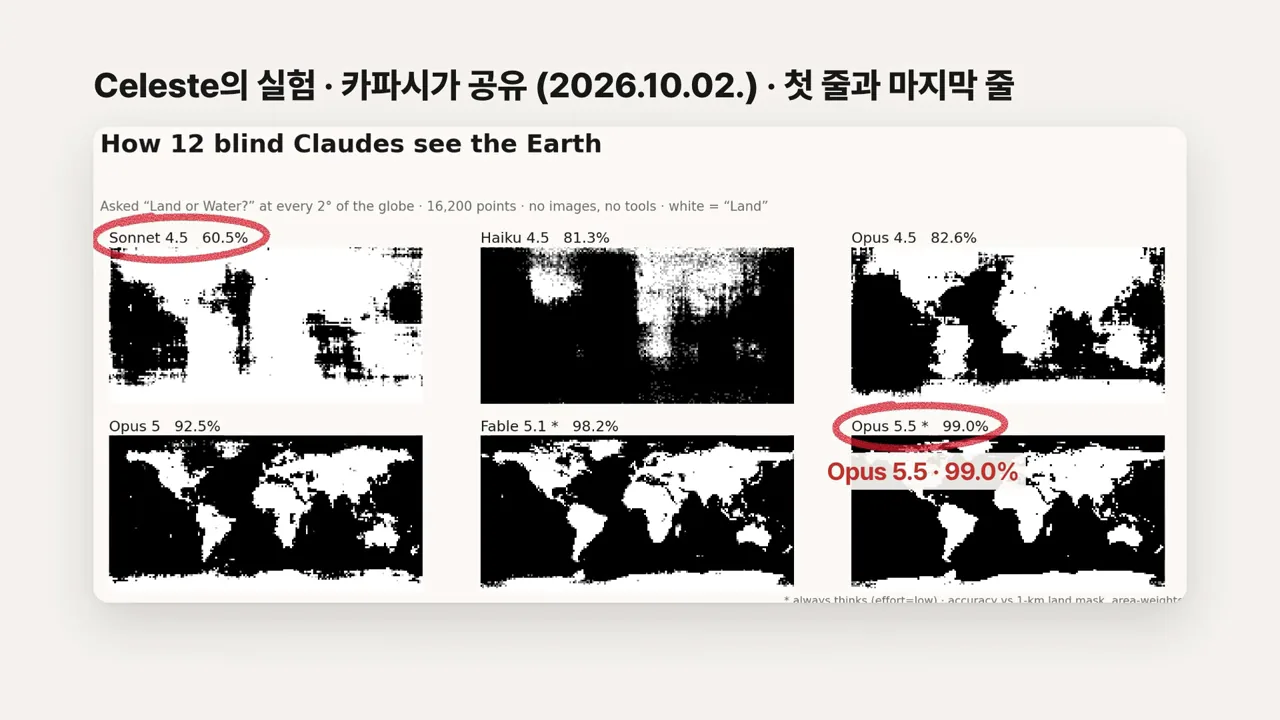 Celeste의 실험 · 카파시가 공유 (2026.10.02.) · 첫 줄과 마지막 줄
How 12 blind Claudes see the Earth
Asked “Land or Water?” at every 2° of the globe · 16,200 points · no images, no tools · white = “Land”
Sonnet 4.5 60.5%
Haiku 4.5 81.3%
Opus 4.5 82.6%
Opus 5 92.5%
Fable 5.1 * 98.2%
Opus 5.5 * 99.0%
Opus 5.5 · 99.0%
* always thinks (effort=low) · accuracy vs 1-km land mask, area-weighte